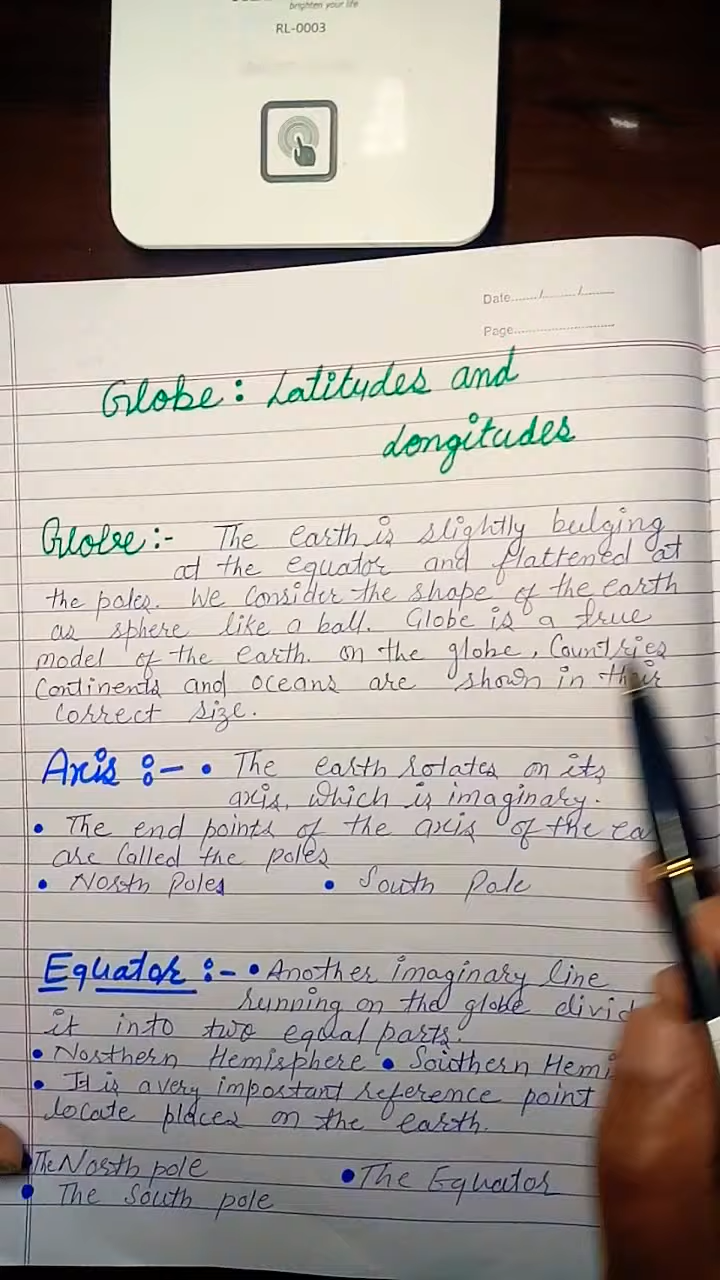 brighten your life
RL-0003
Date....../........./........
Page..........................
Globe: Latitudes and
Longitudes
Globe:- The earth is slightly bulging
at the equator and flattened at
the poles. We consider the shape of the earth
as sphere like a ball. Globe is a true
model of the earth. On the globe, Countries
Continents and oceans are shown in their
correct size.
Axis :- • The earth rotates on its
axis, which is imaginary.
• The end points of the axis of the ea
are called the poles
• North Poles • South Pole
Equator :- • Another imaginary line
running on the globe divid
it into two equal parts.
• Northern Hemisphere • Southern Hemi
• It is a very important reference point
locate places on the earth.
The North pole • The Equator
• The South pole